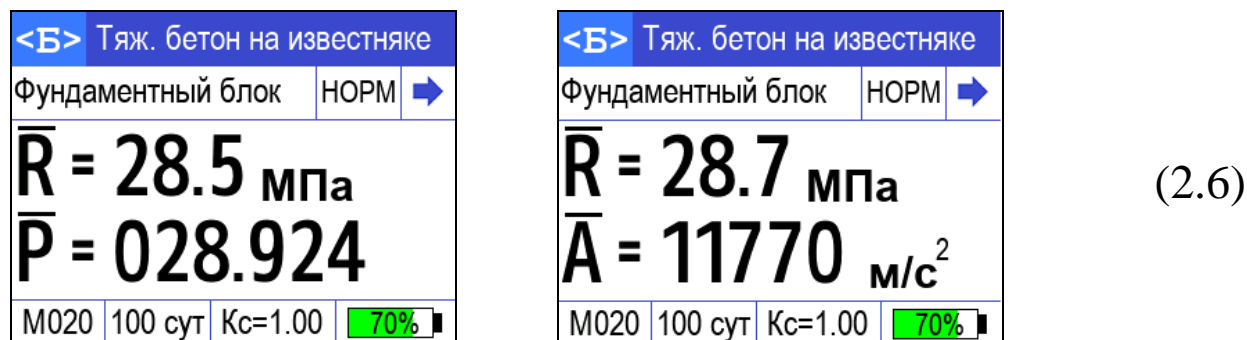 <Б> Тяж. бетон на известняке
Фундаментный блок НОРМ
R̅ = 28.5 МПа
P̅ = 028.924
М020 100 сут Кс=1.00 70%
<Б> Тяж. бетон на известняке
Фундаментный блок НОРМ
R̅ = 28.7 МПа
A̅ = 11770 м/с²
М020 100 сут Кс=1.00 70%
(2.6)